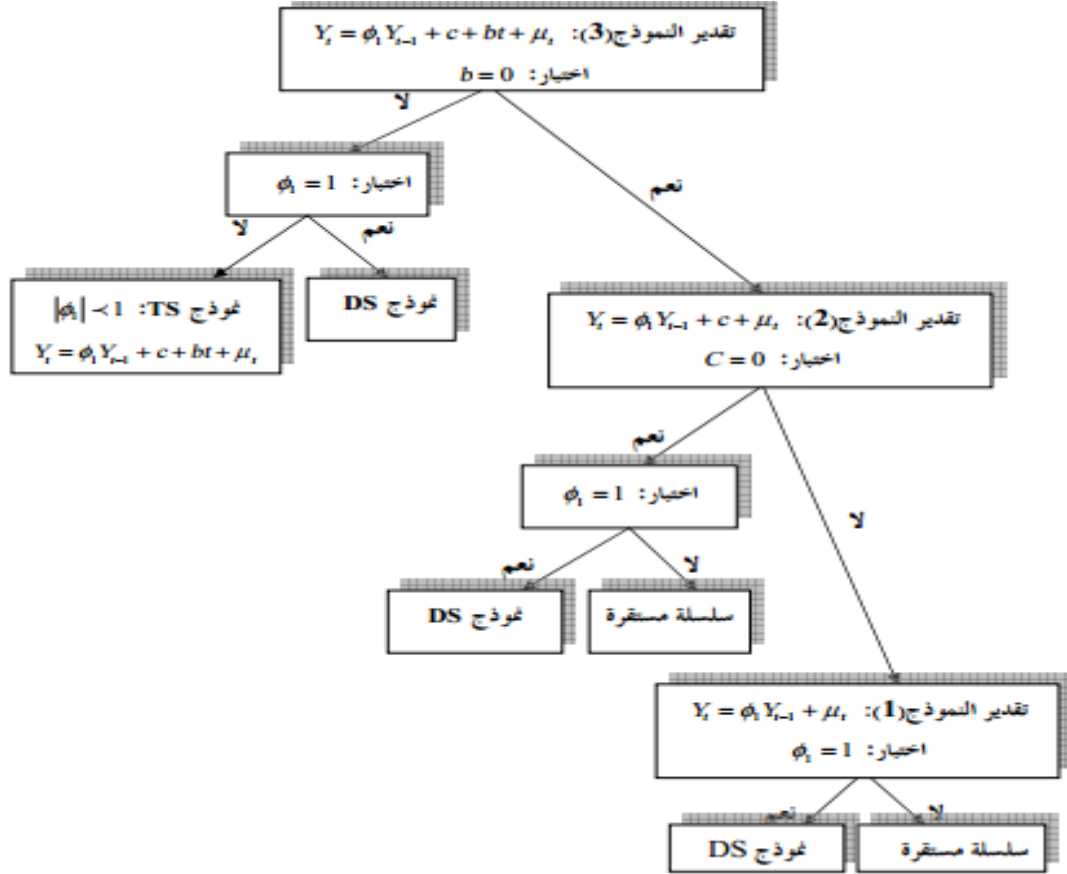 تقدير النموذج(3): Y_t = ϕ_1 Y_{t-1} + c + bt + μ_t
اختبار: b = 0
لا
نعم
اختبار: ϕ_1 = 1
لا
نعم
نموذج TS: |ϕ_1| ≺ 1
Y_t = ϕ_1 Y_{t-1} + c + bt + μ_t
نموذج DS
تقدير النموذج(2): Y_t = ϕ_1 Y_{t-1} + c + μ_t
اختبار: C = 0
نعم
لا
اختبار: ϕ_1 = 1
نعم
لا
نموذج DS
سلسلة مستقرة
تقدير النموذج(1): Y_t = ϕ_1 Y_{t-1} + μ_t
اختبار: ϕ_1 = 1
نعم
لا
نموذج DS
سلسلة مستقرة